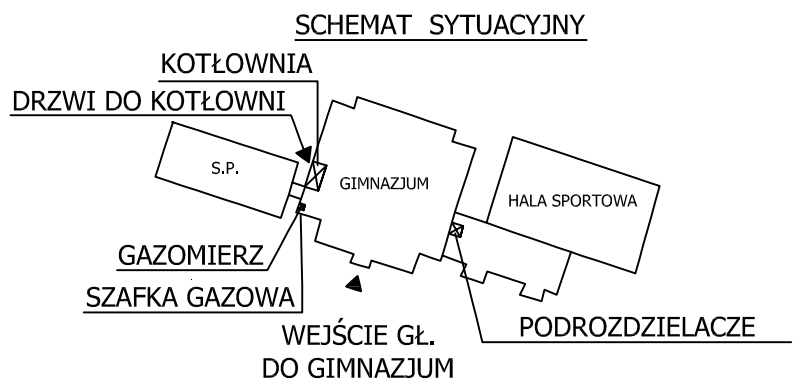 SCHEMAT SYTUACYJNY
KOTŁOWNIA
DRZWI DO KOTŁOWNI
S.P.
GIMNAZJUM
HALA SPORTOWA
GAZOMIERZ
SZAFKA GAZOWA
WEJŚCIE GŁ.
DO GIMNAZJUM
PODROZDZIELACZE